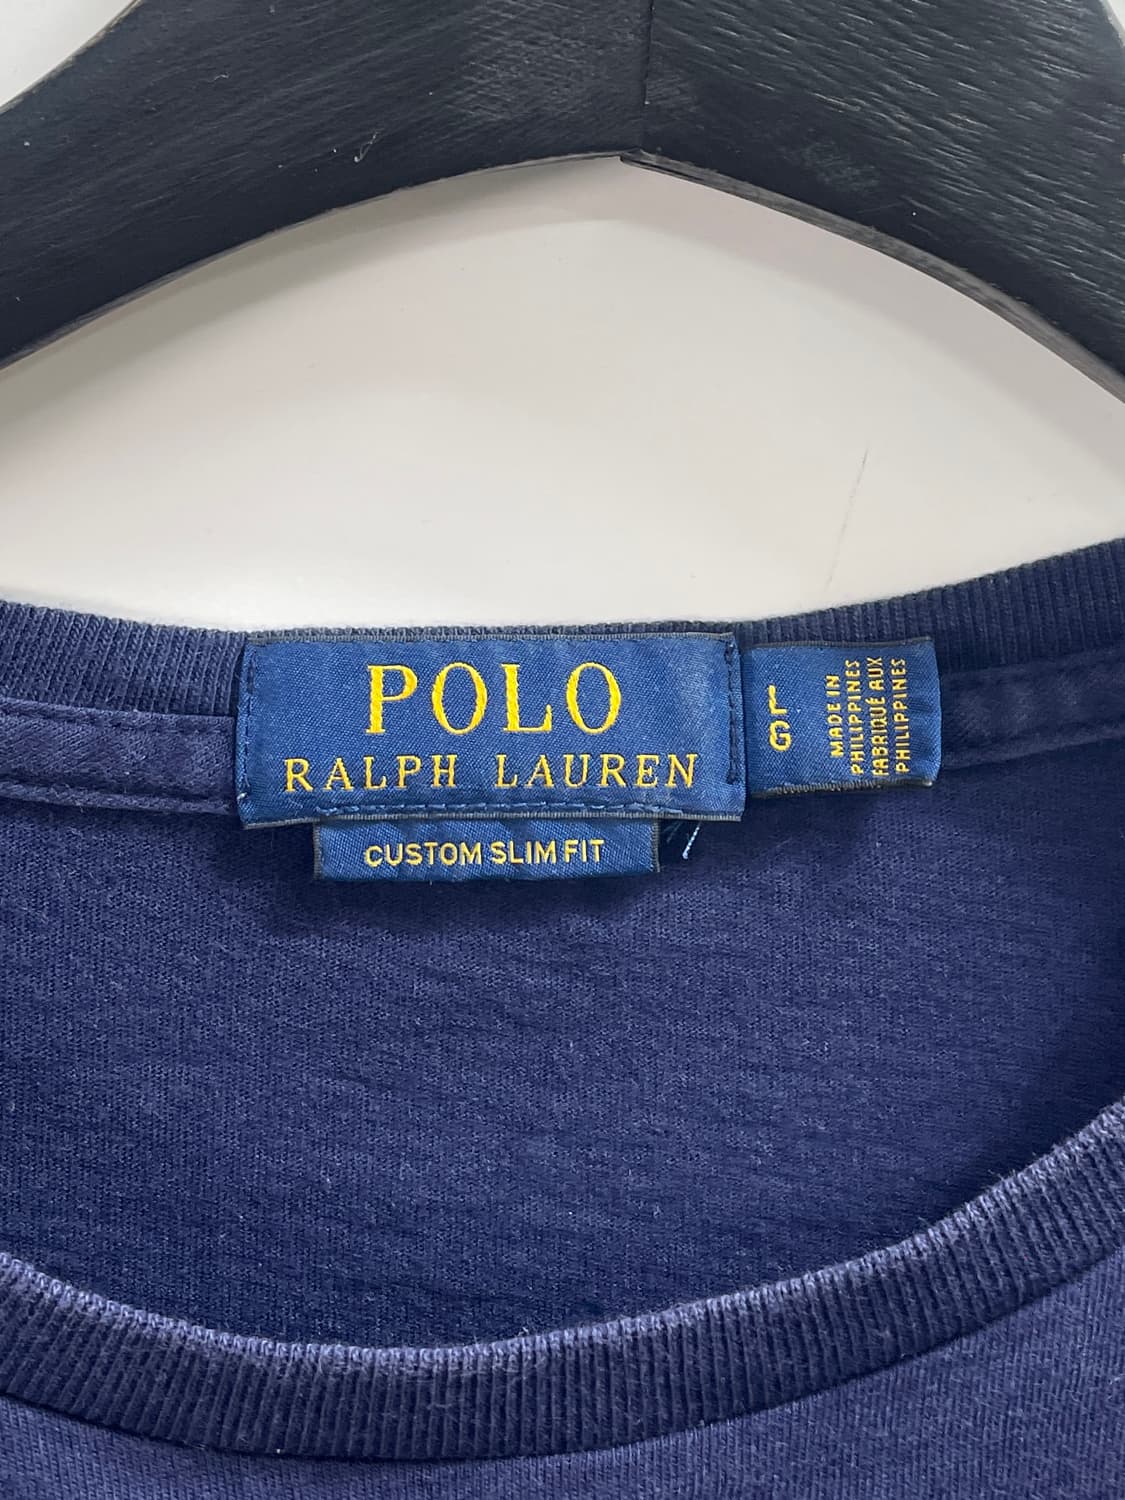 POLO
RALPH LAUREN
CUSTOM SLIM FIT
L
G
MADE IN
PHILIPPINES
FABRIQUÉ AUX
PHILIPPINES